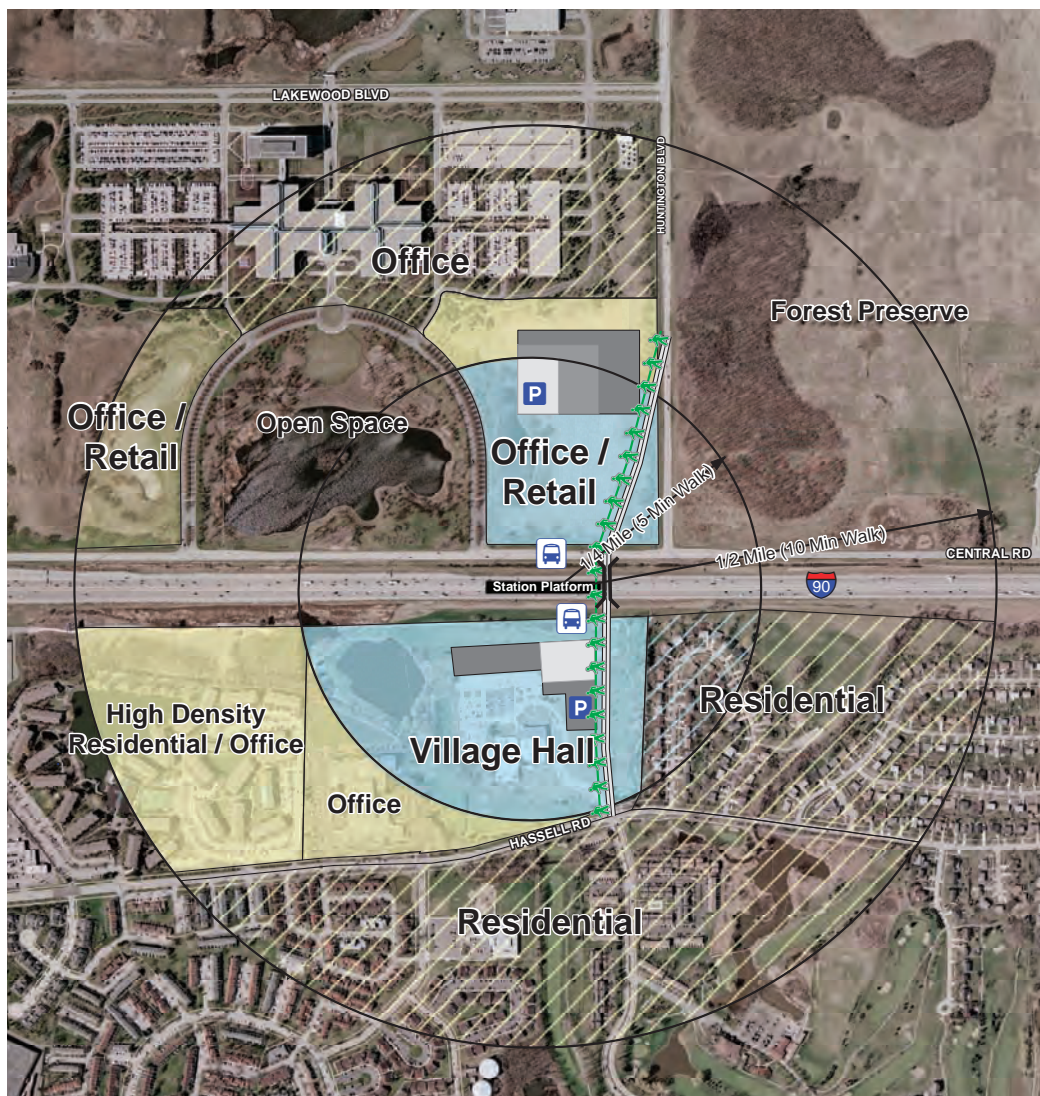 LAKEWOOD BLVD
HUNTINGTON BLVD
Office
Forest Preserve
P
Office /
Retail
Open Space
Office /
Retail
1/4 Mile (5 Min Walk)
1/2 Mile (10 Min Walk)
CENTRAL RD
Station Platform
90
High Density
Residential / Office
Residential
P
Village Hall
Office
HASSELL RD
Residential